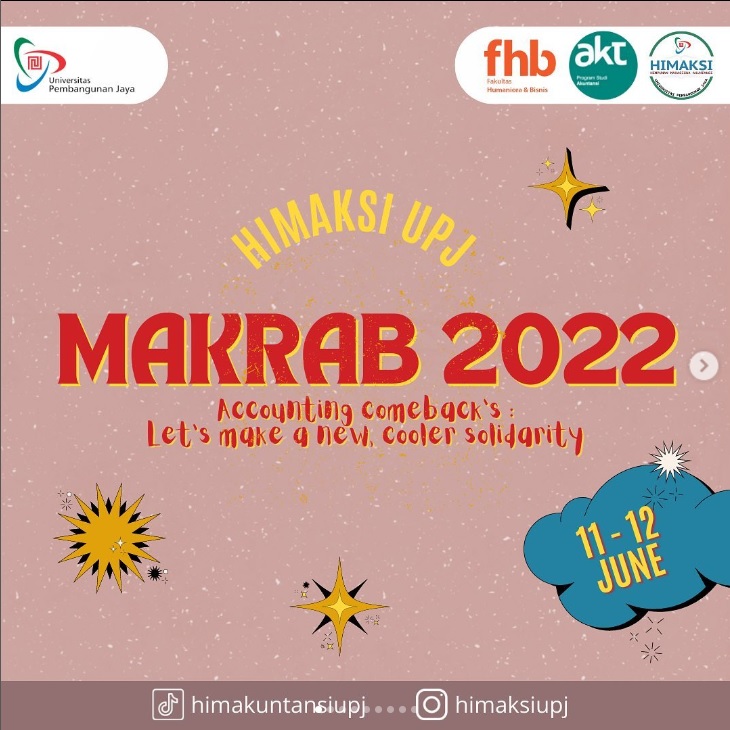 Universitas
Pembangunan Jaya
fhb
Fakultas
Humaniora & Bisnis
akt
Program Studi
Akuntansi
HIMAKSI
HIMAKSI UPJ
MAKRAB 2022
Accounting comeback's :
Let's make a new, cooler solidarity
11 - 12
JUNE
himakuntansiupj
himaksiupj